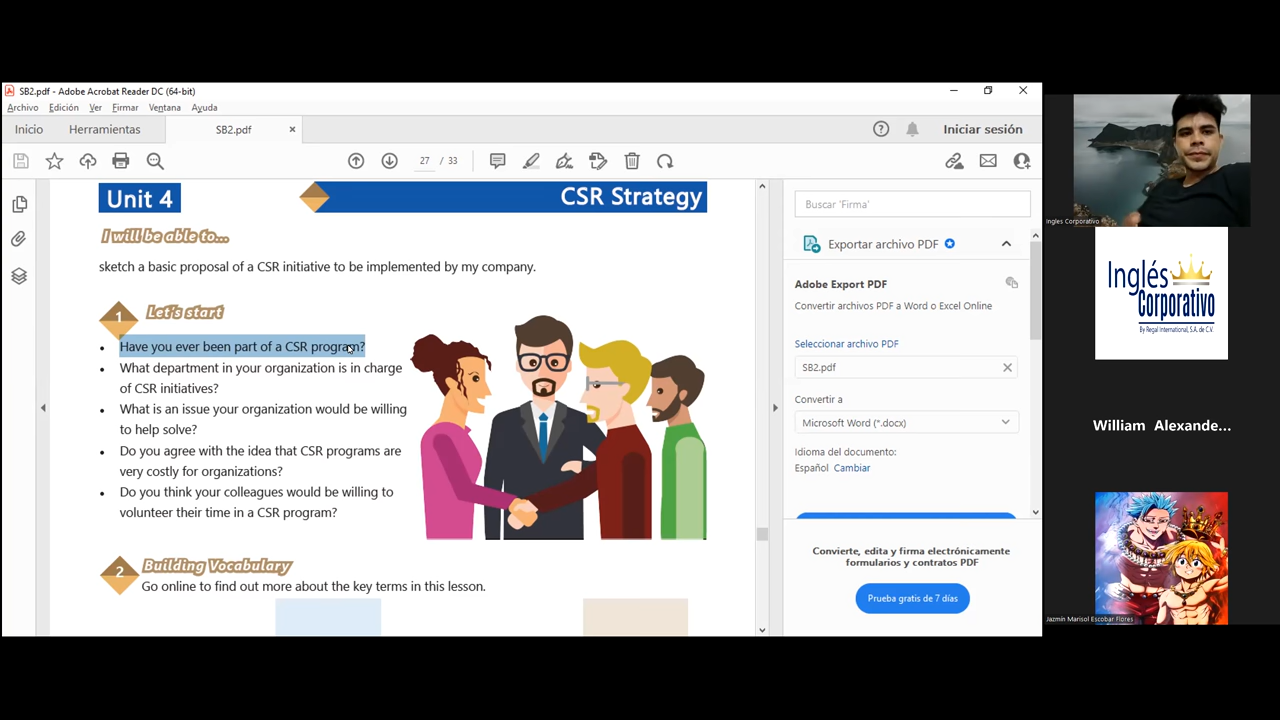 SB2.pdf - Adobe Acrobat Reader DC (64-bit)
Archivo Edición Ver Firmar Ventana Ayuda
Inicio Herramientas SB2.pdf Iniciar sesión
27 / 33
Unit 4
CSR Strategy
I will be able to...
sketch a basic proposal of a CSR initiative to be implemented by my company.
1 Let's start
• Have you ever been part of a CSR program?
• What department in your organization is in charge
of CSR initiatives?
• What is an issue your organization would be willing
to help solve?
• Do you agree with the idea that CSR programs are
very costly for organizations?
• Do you think your colleagues would be willing to
volunteer their time in a CSR program?
2 Building Vocabulary
Go online to find out more about the key terms in this lesson.
Buscar 'Firma'
Exportar archivo PDF
Adobe Export PDF
Convertir archivos PDF a Word o Excel Online
Seleccionar archivo PDF
SB2.pdf
Convertir a
Microsoft Word (*.docx)
Idioma del documento:
Español Cambiar
Convierte, edita y firma electrónicamente
formularios y contratos PDF
Prueba gratis de 7 días
Ingles Corporativo
Inglés
Corporativo
By Regal International, S.A. de C.V.
William Alexande...
Jazmín Marisol Escobar Flores